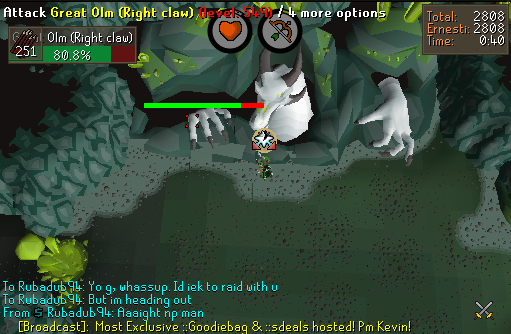 Attack Great Olm (Right claw) (level-549) / 4 more options
Great Olm (Right claw)
251 80.8%
Total: 2808
Ernesti: 2808
Time: 0:40
To Rubadub94: Yo g, whassup. Id iek to raid with u
To Rubadub94: But im heading out
From S Rubadub94: Aaaight np man
[Broadcast]: Most Exclusive ::Goodiebag & ::sdeals hosted! Pm Kevin!